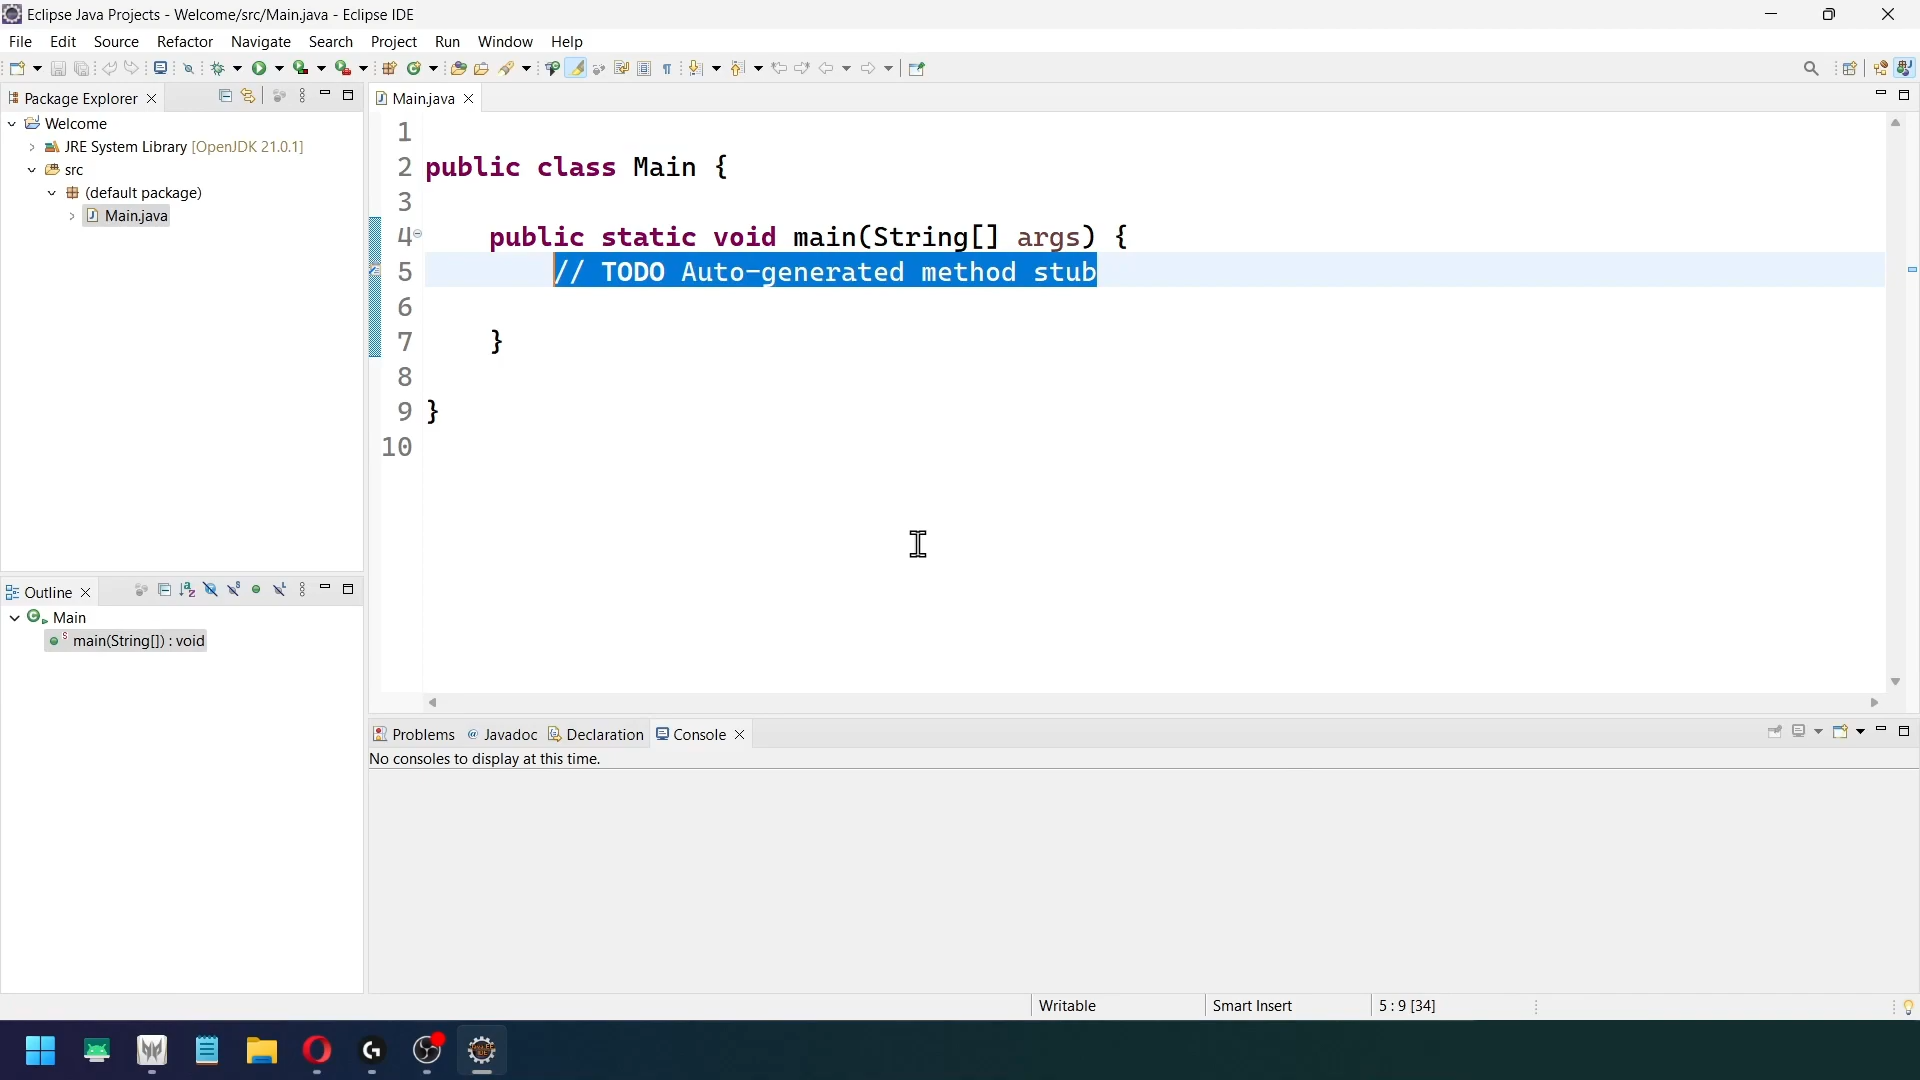 Eclipse Java Projects - Welcome/src/Main.java - Eclipse IDE
File Edit Source Refactor Navigate Search Project Run Window Help
Package Explorer
Main.java
Welcome
JRE System Library [OpenJDK 21.0.1]
src
(default package)
Main.java
1
2 public class Main {
3
4 public static void main(String[] args) {
5 // TODO Auto-generated method stub
6
7 }
8
9 }
10
Outline
Main
main(String[]) : void
Problems Javadoc Declaration Console
No consoles to display at this time.
Writable Smart Insert 5 : 9 [34]